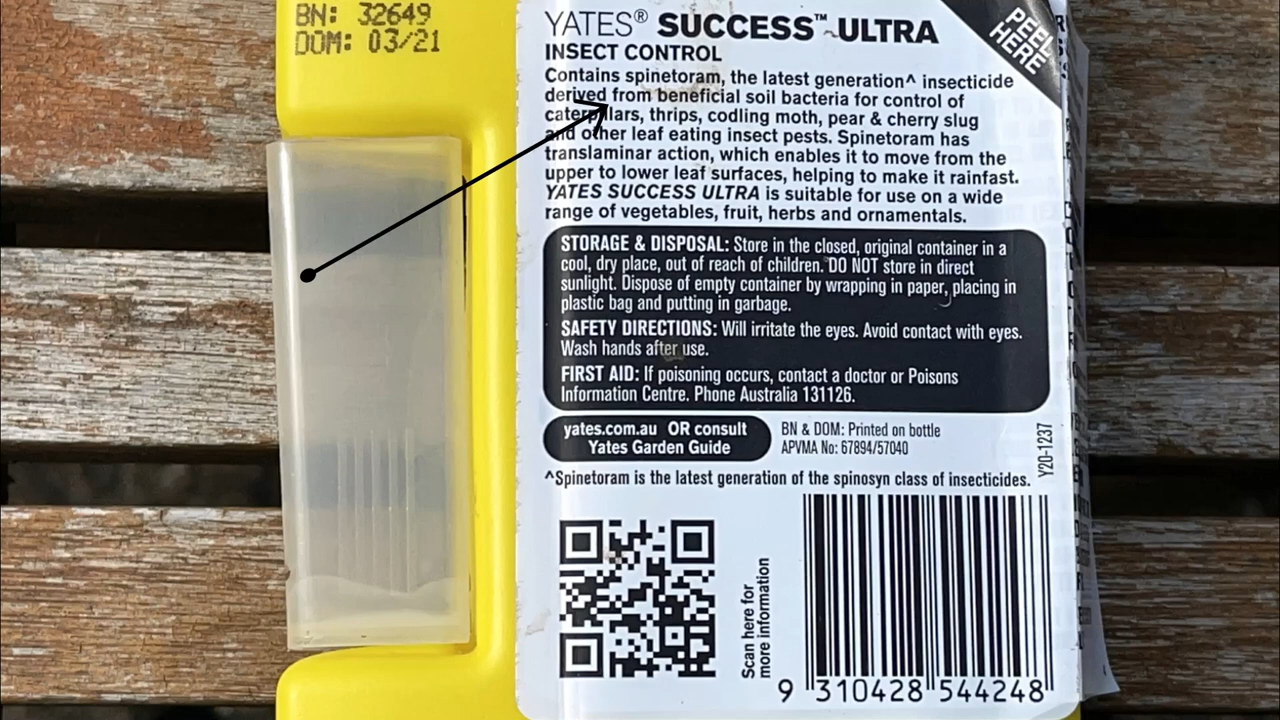 BN: 32649
DOM: 03/21
YATES® SUCCESS™ ULTRA
INSECT CONTROL
Contains spinetoram, the latest generation^ insecticide
derived from beneficial soil bacteria for control of
caterpillars, thrips, codling moth, pear & cherry slug
and other leaf eating insect pests. Spinetoram has
translaminar action, which enables it to move from the
upper to lower leaf surfaces, helping to make it rainfast.
YATES SUCCESS ULTRA is suitable for use on a wide
range of vegetables, fruit, herbs and ornamentals.
PEEL
HERE
STORAGE & DISPOSAL: Store in the closed, original container in a
cool, dry place, out of reach of children. DO NOT store in direct
sunlight. Dispose of empty container by wrapping in paper, placing in
plastic bag and putting in garbage.
SAFETY DIRECTIONS: Will irritate the eyes. Avoid contact with eyes.
Wash hands after use.
FIRST AID: If poisoning occurs, contact a doctor or Poisons
Information Centre. Phone Australia 131126.
yates.com.au OR consult
Yates Garden Guide
BN & DOM: Printed on bottle
APVMA No: 67894/57040
Y20-1237
^Spinetoram is the latest generation of the spinosyn class of insecticides.
Scan here for
more information
9 310428 544248